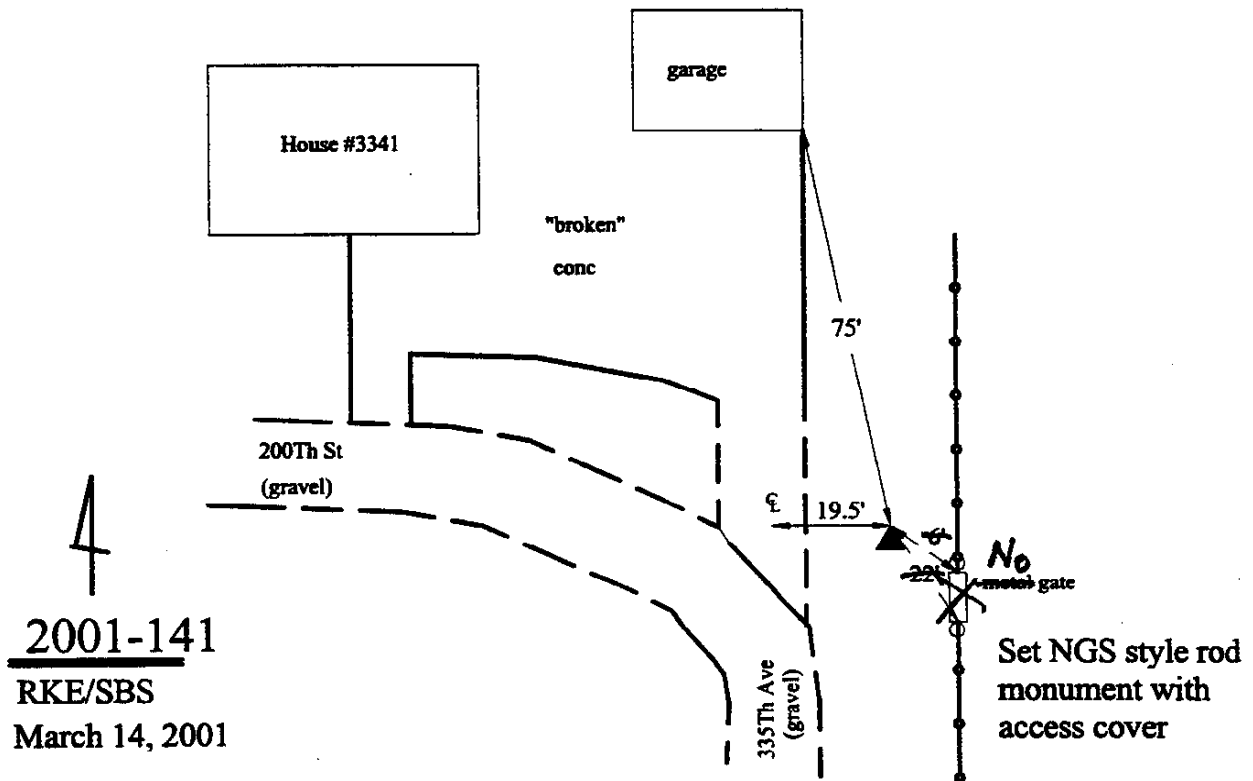 garage
House #3341
"broken"
conc
75'
200Th St
(gravel)
℄
19.5'
6'
22'
No
metal gate
2001-141
RKE/SBS
March 14, 2001
335Th Ave
(gravel)
Set NGS style rod
monument with
access cover